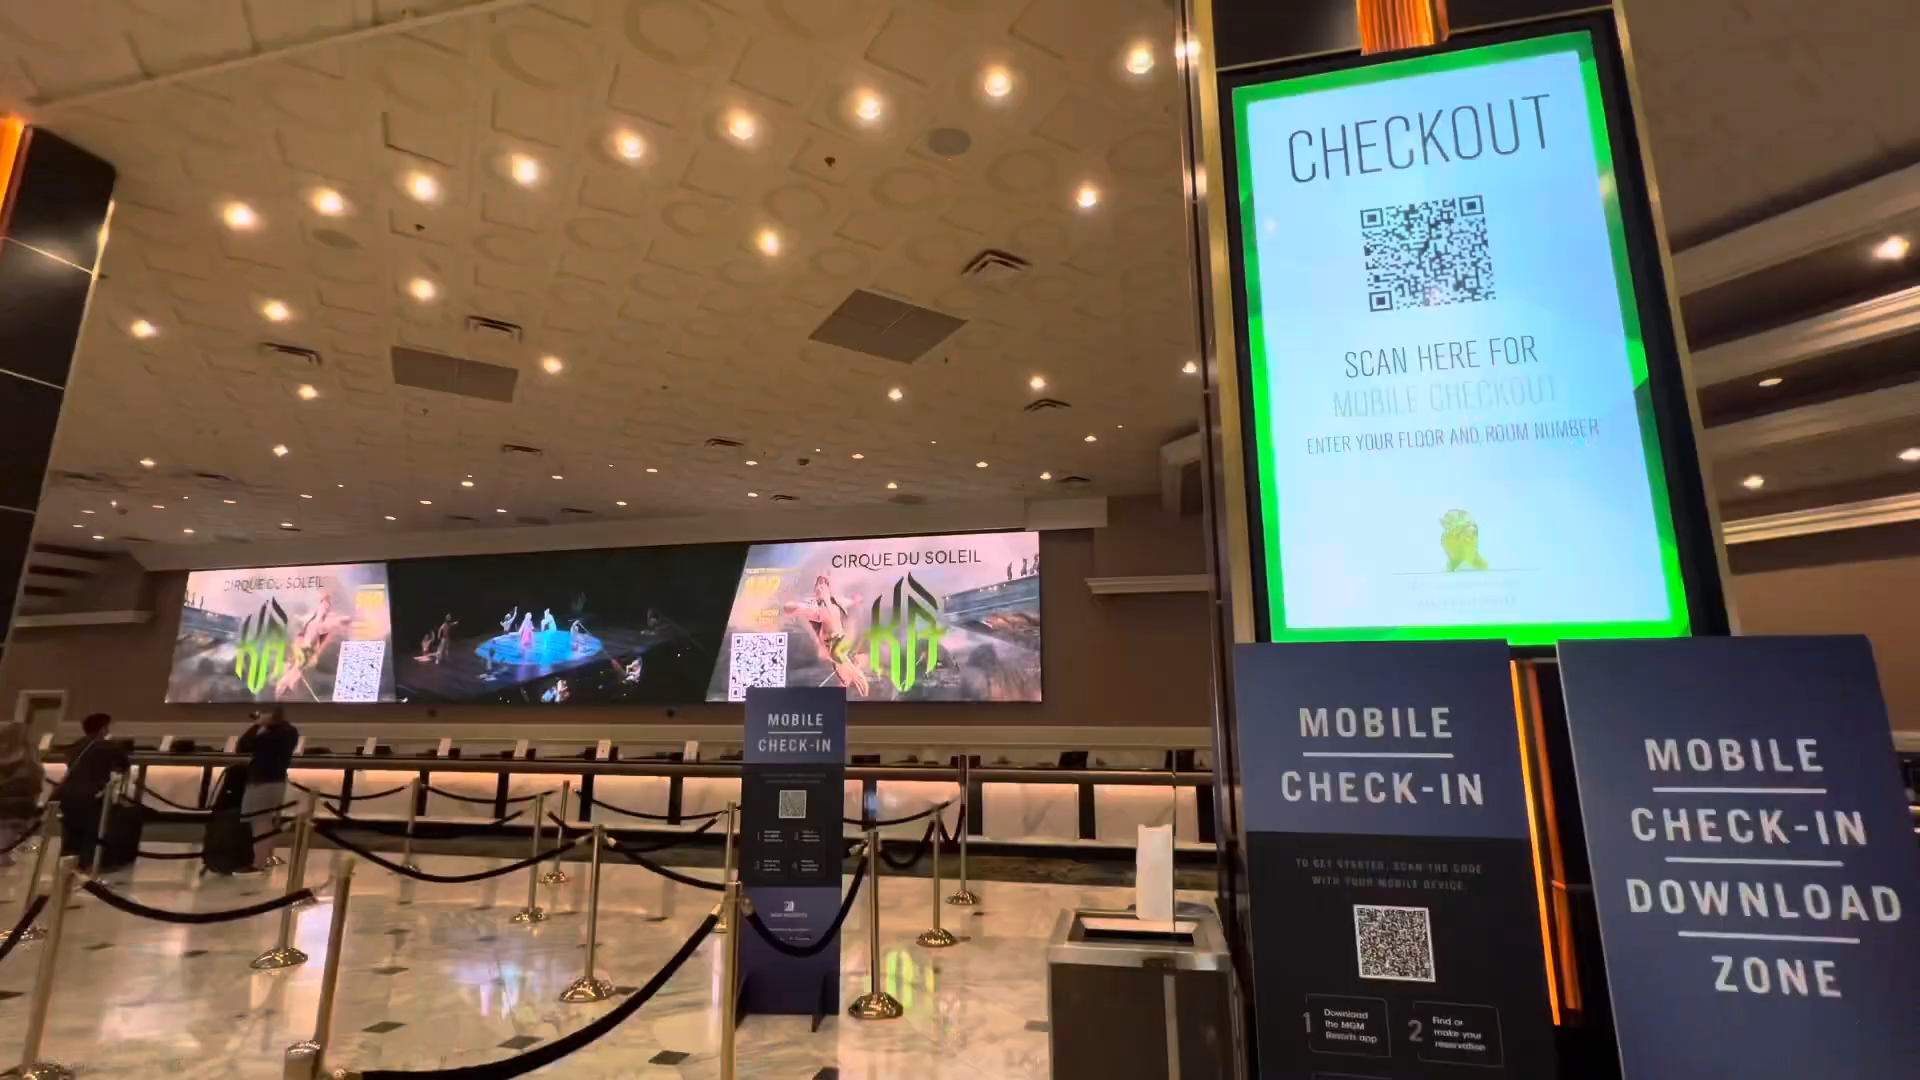 CHECKOUT
SCAN HERE FOR
MOBILE CHECKOUT
ENTER YOUR FLOOR AND ROOM NUMBER
CIRQUE DU SOLEIL
KÀ
CIRQUE DU SOLEIL
KÀ
MOBILE
CHECK-IN
MOBILE
CHECK-IN
TO GET STARTED, SCAN THE CODE
WITH YOUR MOBILE DEVICE.
1 Download
the MGM
Resorts app
2 Find or
make your
reservation
MOBILE
CHECK-IN
DOWNLOAD
ZONE